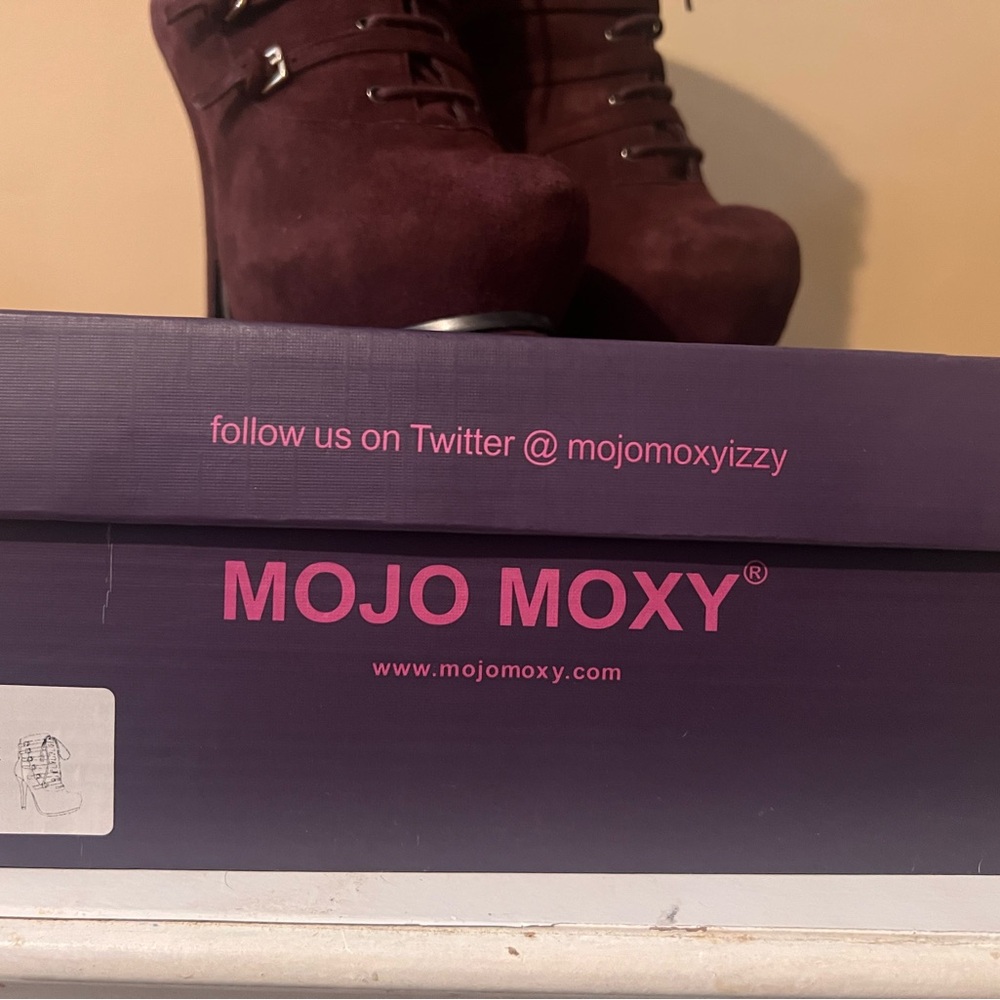 follow us on Twitter @ mojomoxyizzy
MOJO MOXY®
www.mojomoxy.com